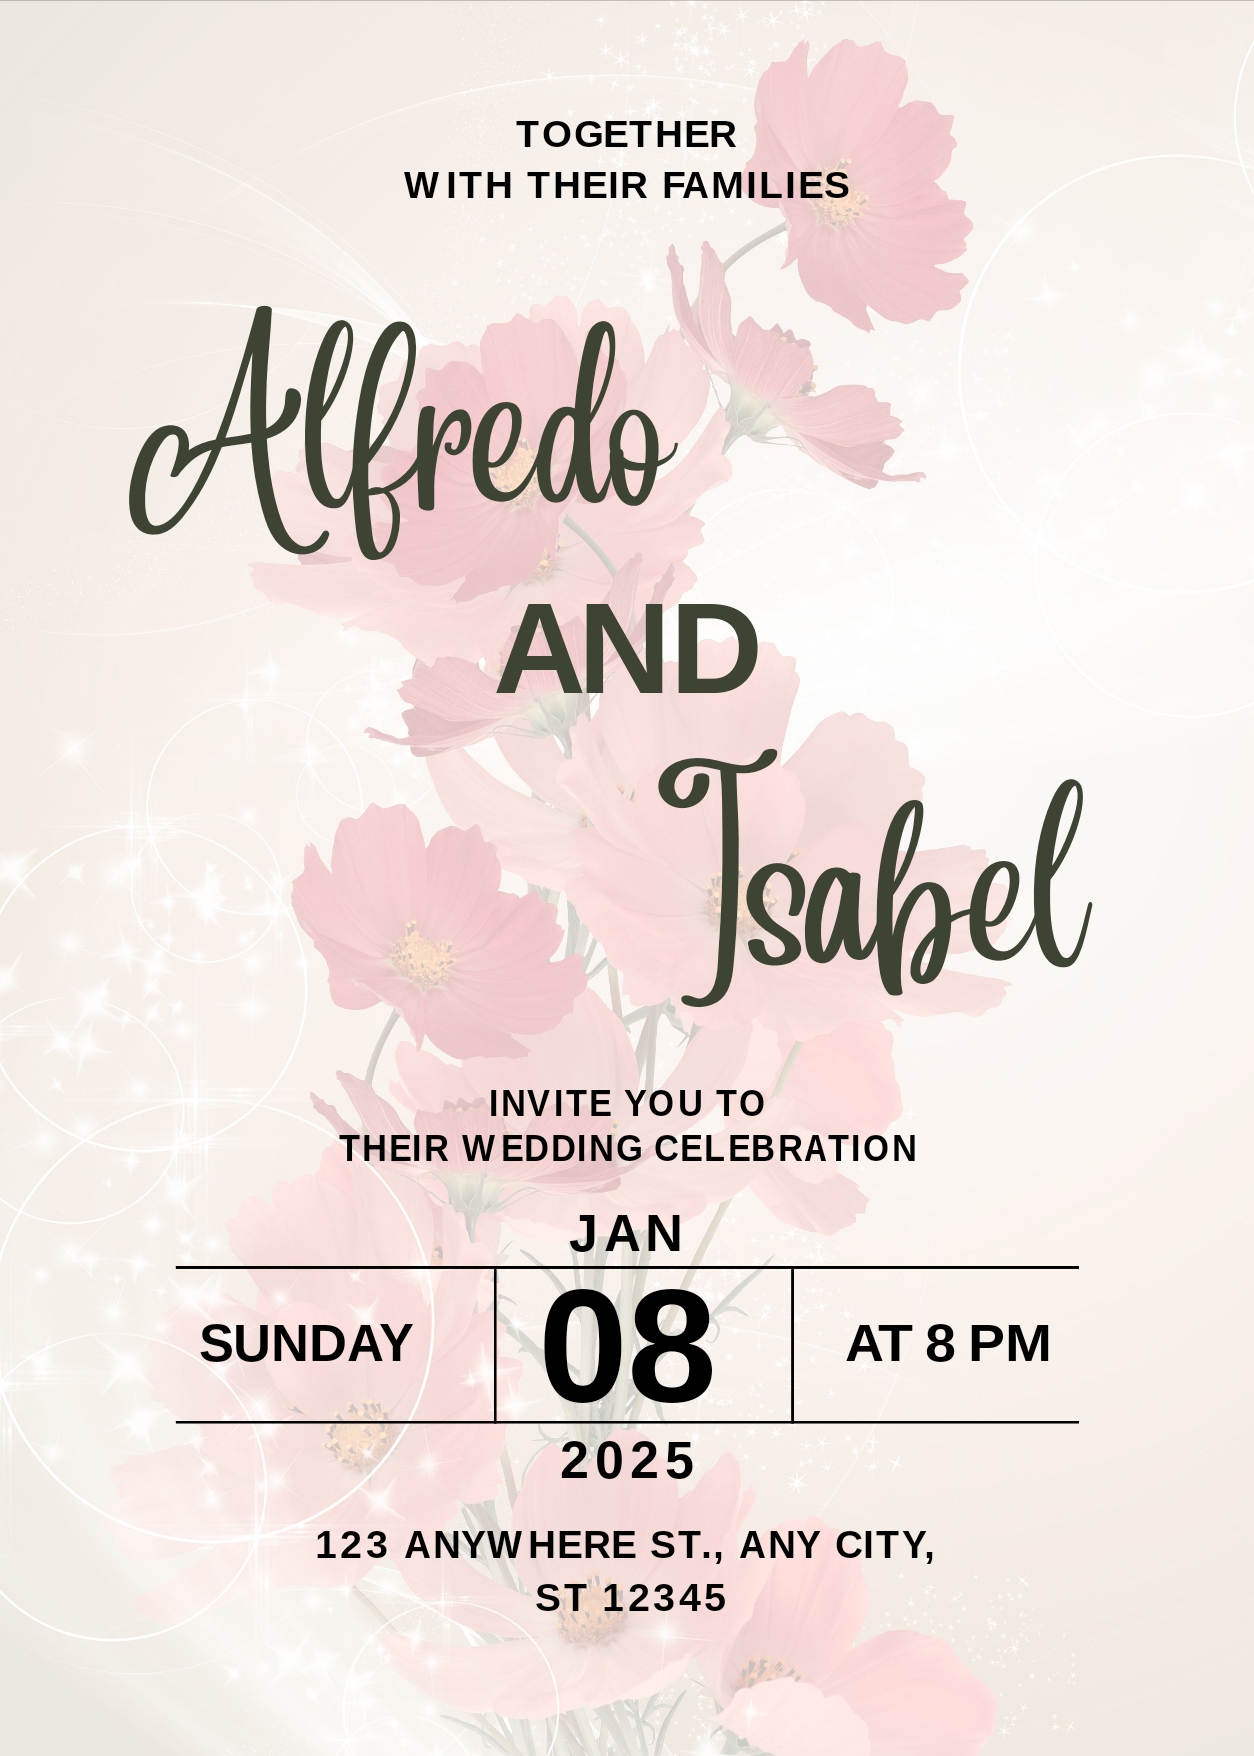 TOGETHER
WITH THEIR FAMILIES
Alfredo
AND
Isabel
INVITE YOU TO
THEIR WEDDING CELEBRATION
JAN
SUNDAY 08 AT 8 PM
2025
123 ANYWHERE ST., ANY CITY,
ST 12345